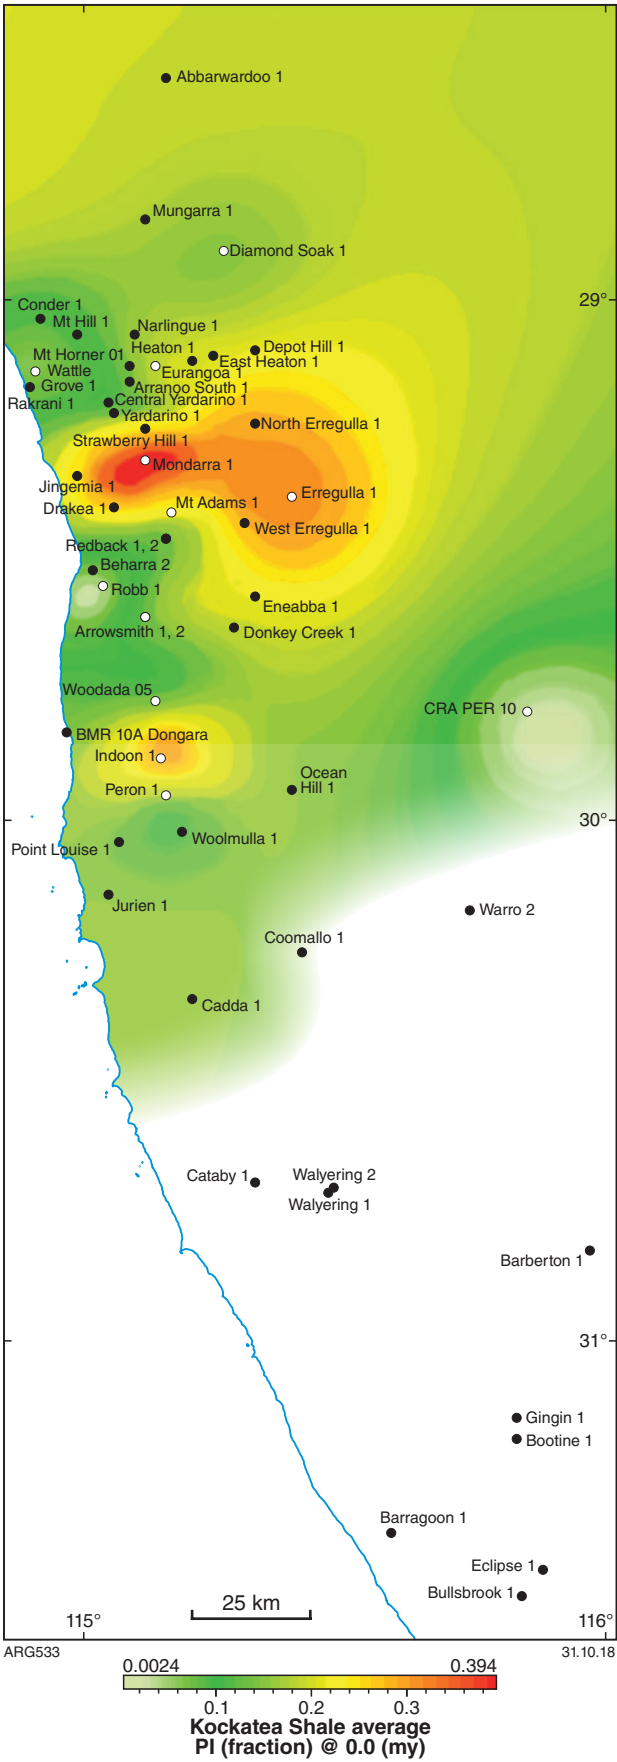 Abbarwardoo 1
Mungarra 1
Diamond Soak 1
29°
Conder 1
Mt Hill 1
Narlingue 1
Mt Horner 01
Heaton 1
Depot Hill 1
East Heaton 1
Wattle
Grove 1
Eurangoa 1
Arranoo South 1
Rakrani 1
Central Yardarino 1
Yardarino 1
North Erregulla 1
Strawberry Hill 1
Mondarra 1
Jingemia 1
Erregulla 1
Mt Adams 1
Drakea 1
West Erregulla 1
Redback 1, 2
Beharra 2
Robb 1
Eneabba 1
Arrowsmith 1, 2
Donkey Creek 1
Woodada 05
CRA PER 10
BMR 10A Dongara
Indoon 1
Ocean
Hill 1
Peron 1
30°
Woolmulla 1
Point Louise 1
Jurien 1
Warro 2
Coomallo 1
Cadda 1
Cataby 1
Walyering 2
Walyering 1
Barberton 1
31°
Gingin 1
Bootine 1
Barragoon 1
Eclipse 1
Bullsbrook 1
25 km
115°
116°
ARG533
31.10.18
0.0024
0.394
0.1
0.2
0.3
Kockatea Shale average
PI (fraction) @ 0.0 (my)